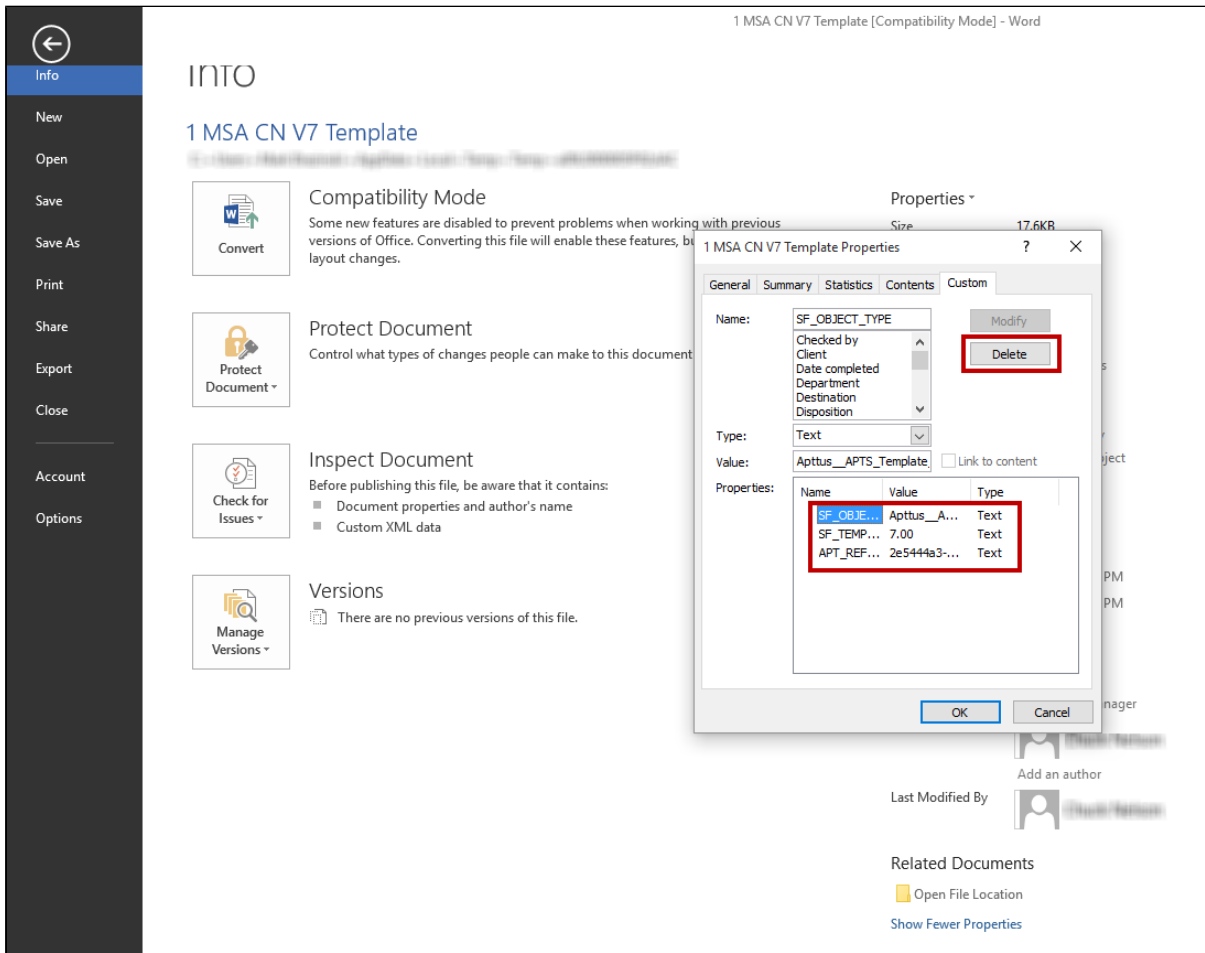 1 MSA CN V7 Template [Compatibility Mode] - Word
Info
New
Open
Save
Save As
Print
Share
Export
Close
Account
Options
Info
1 MSA CN V7 Template
Convert
Compatibility Mode
Some new features are disabled to prevent problems when working with previous
versions of Office. Converting this file will enable these features, bu
layout changes.
Protect
Document
Protect Document
Control what types of changes people can make to this document
Check for
Issues
Inspect Document
Before publishing this file, be aware that it contains:
Document properties and author's name
Custom XML data
Manage
Versions
Versions
There are no previous versions of this file.
Properties
Size 17.6KB
1 MSA CN V7 Template Properties ?
General Summary Statistics Contents Custom
Name: SF_OBJECT_TYPE Modify
Checked by
Client
Date completed
Department
Destination
Disposition
Delete
Type: Text
Value: Apttus__APTS_Template_ Link to content
Properties: Name Value Type
SF_OBJE... Apttus__A... Text
SF_TEMP... 7.00 Text
APT_REF... 2e5444a3-... Text
OK Cancel
s
y
ject
PM
PM
nager
Add an author
Last Modified By
Related Documents
Open File Location
Show Fewer Properties